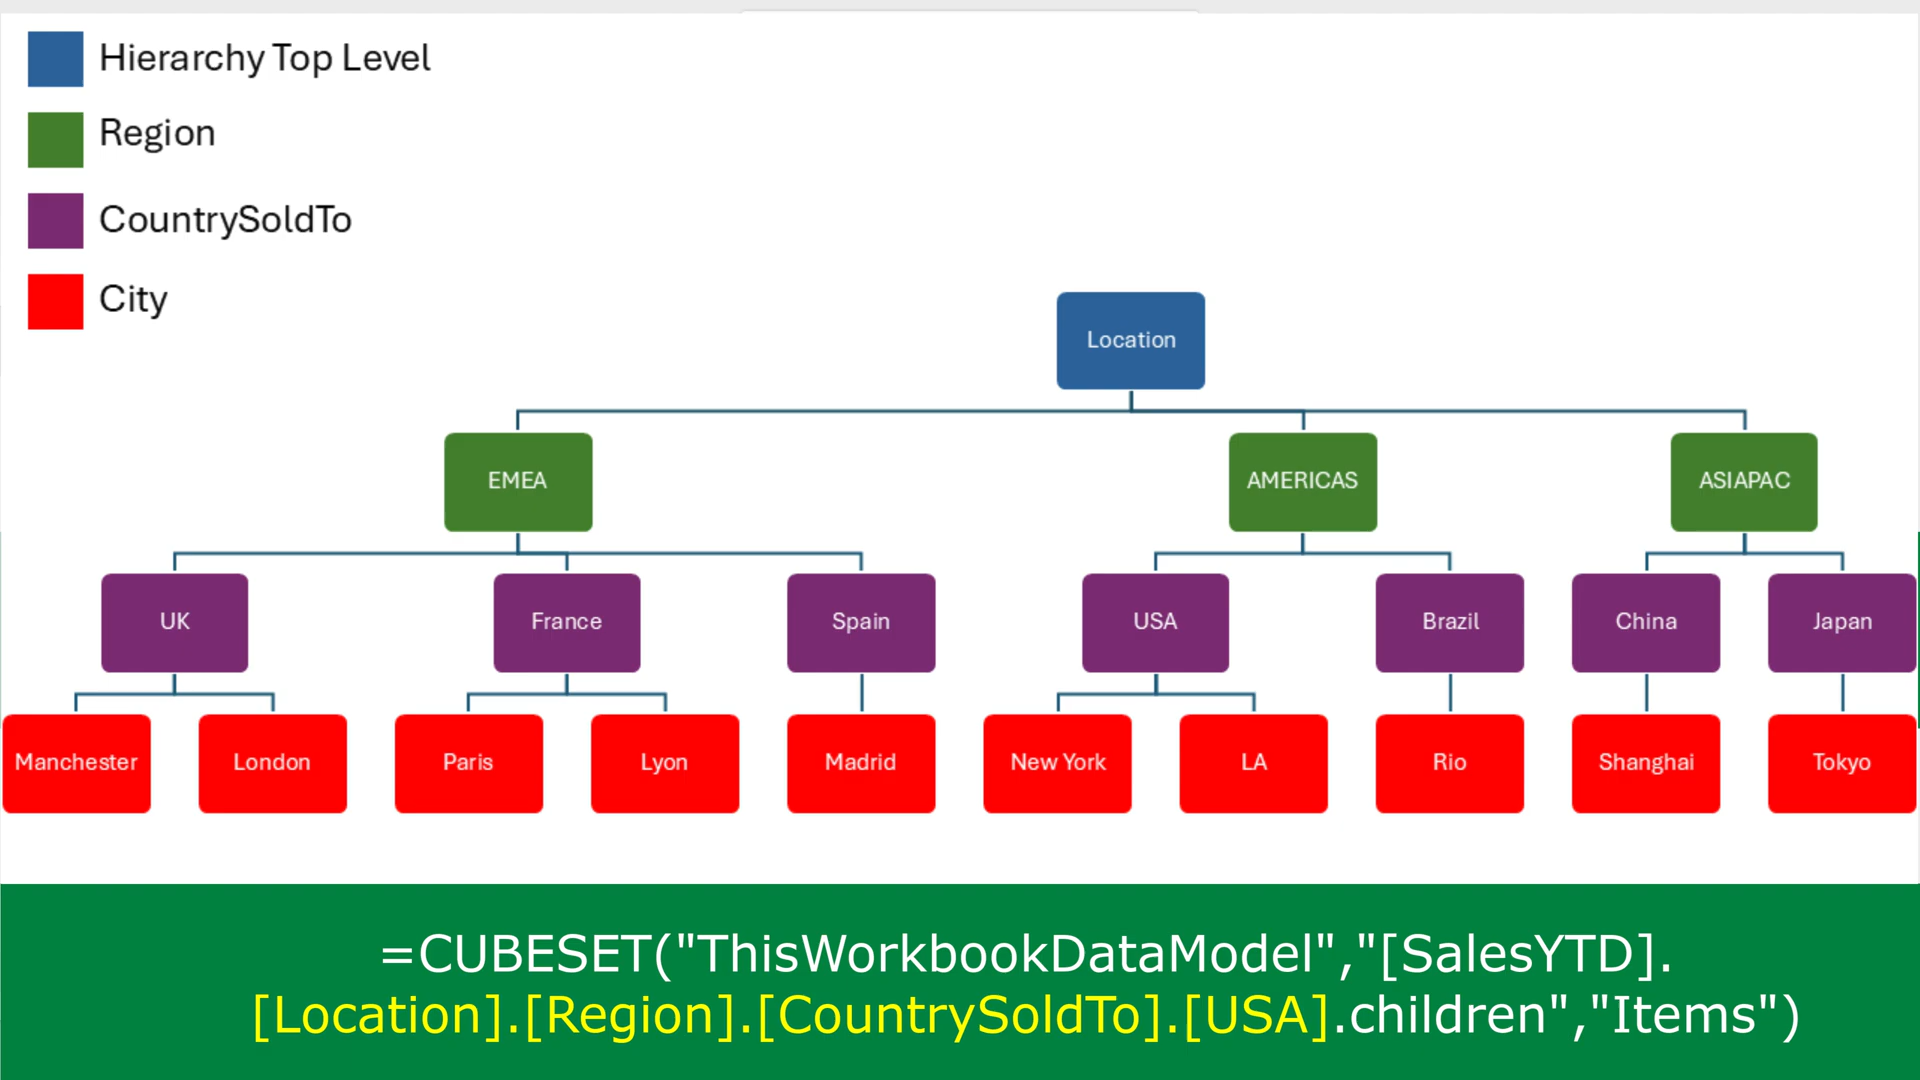 Hierarchy Top Level
Region
CountrySoldTo
City
Location
EMEA
AMERICAS
ASIAPAC
UK
France
Spain
USA
Brazil
China
Japan
Manchester
London
Paris
Lyon
Madrid
New York
LA
Rio
Shanghai
Tokyo
=CUBESET("ThisWorkbookDataModel","[SalesYTD].
[Location].[Region].[CountrySoldTo].[USA].children","Items")